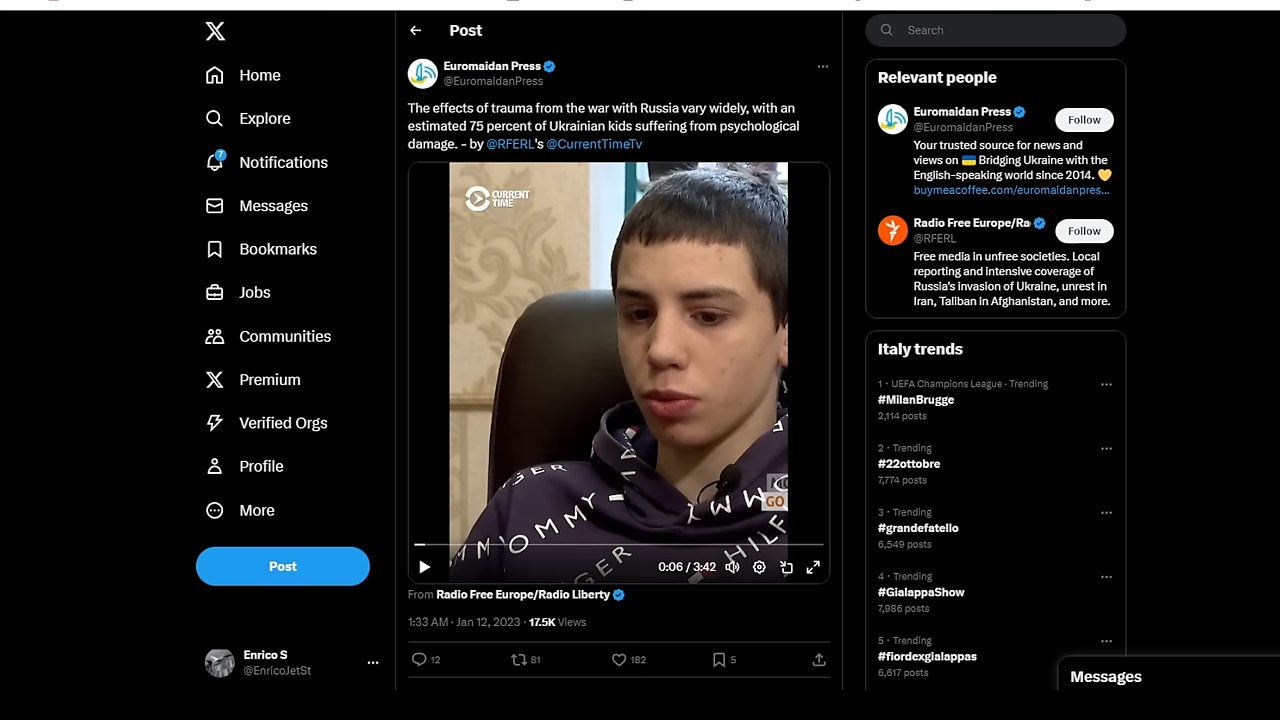 Home
Explore
7
Notifications
Messages
Bookmarks
Jobs
Communities
Premium
Verified Orgs
Profile
More
Post
Enrico S
@EnricoJetSt
Post
Euromaidan Press
@EuromaidanPress
The effects of trauma from the war with Russia vary widely, with an
estimated 75 percent of Ukrainian kids suffering from psychological
damage. - by @RFERL's @CurrentTimeTv
CURRENT
TIME
GER
MOMMY
GER
HILF
GO
0:06 / 3:42
From Radio Free Europe/Radio Liberty
1:33 AM · Jan 12, 2023 · 17.5K Views
12
81
182
5
Search
Relevant people
Euromaidan Press
Follow
@EuromaidanPress
Your trusted source for news and
views on 🇺🇦 Bridging Ukraine with the
English-speaking world since 2014. 💛
buymeacoffee.com/euromaidanpres...
Radio Free Europe/Ra
Follow
@RFERL
Free media in unfree societies. Local
reporting and intensive coverage of
Russia's invasion of Ukraine, unrest in
Iran, Taliban in Afghanistan, and more.
Italy trends
1 · UEFA Champions League · Trending
#MilanBrugge
2,114 posts
2 · Trending
#22ottobre
7,774 posts
3 · Trending
#grandefatello
6,549 posts
4 · Trending
#GialappaShow
7,986 posts
5 · Trending
#fiordexgialappas
6,617 posts
Messages